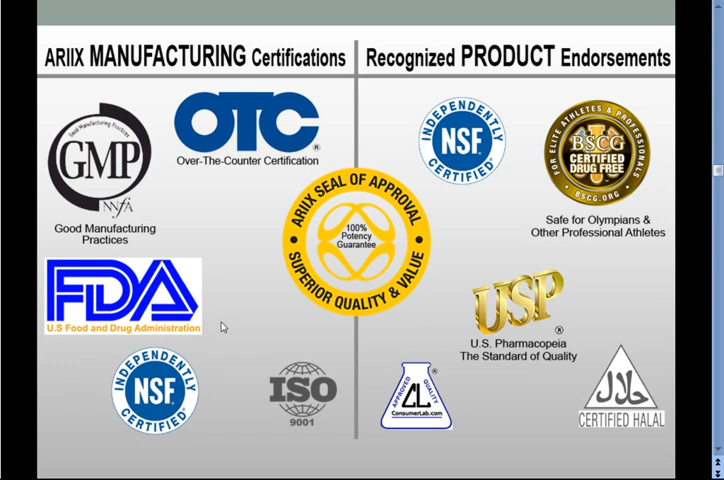 ARIIX MANUFACTURING Certifications
Good Manufacturing Practices
GMP
NNFA
Good Manufacturing
Practices
OTC®
Over-The-Counter Certification
FDA
U.S Food and Drug Administration
INDEPENDENTLY
NSF®
CERTIFIED
ISO
9001
ARIIX SEAL OF APPROVAL
100%
Potency
Guarantee
SUPERIOR QUALITY & VALUE
Recognized PRODUCT Endorsements
INDEPENDENTLY
NSF®
CERTIFIED
FOR ELITE ATHLETES & PROFESSIONALS
BSCG
CERTIFIED
DRUG FREE
BSCG.ORG
Safe for Olympians &
Other Professional Athletes
USP®
U.S. Pharmacopeia
The Standard of Quality
APPROVED QUALITY
CL®
ConsumerLab.com
حلال
CERTIFIED HALAL